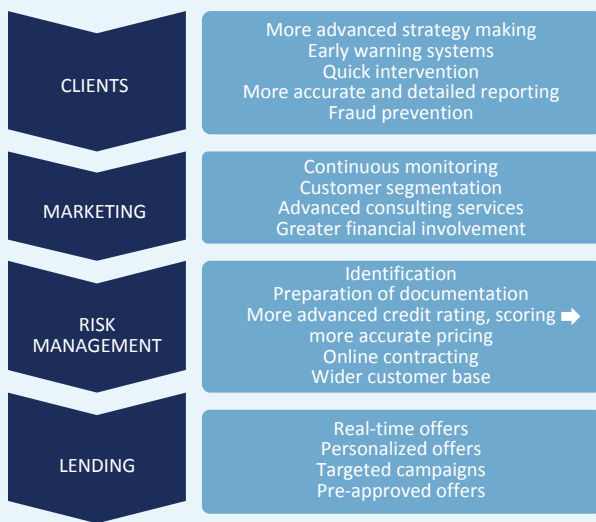 CLIENTS
More advanced strategy making
Early warning systems
Quick intervention
More accurate and detailed reporting
Fraud prevention
MARKETING
Continuous monitoring
Customer segmentation
Advanced consulting services
Greater financial involvement
RISK
MANAGEMENT
Identification
Preparation of documentation
More advanced credit rating, scoring ➡
more accurate pricing
Online contracting
Wider customer base
LENDING
Real-time offers
Personalized offers
Targeted campaigns
Pre-approved offers